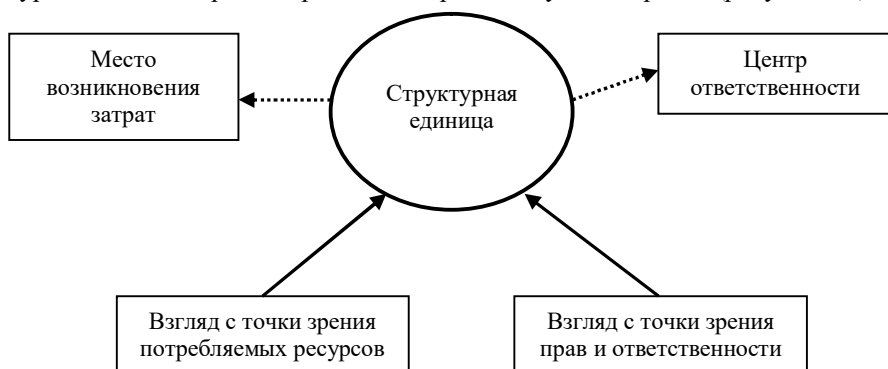 Место
возникновения
затрат
Структурная
единица
Центр
ответственности
Взгляд с точки зрения
потребляемых ресурсов
Взгляд с точки зрения
прав и ответственности